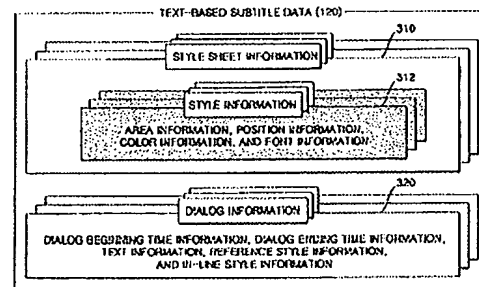 TEXT-BASED SUBTITLE DATA (120)
310
STYLE SHEET INFORMATION
312
STYLE INFORMATION
AREA INFORMATION, POSITION INFORMATION,
COLOR INFORMATION, AND FONT INFORMATION
320
DIALOG INFORMATION
DIALOG BEGINNING TIME INFORMATION, DIALOG ENDING TIME INFORMATION,
TEXT INFORMATION, REFERENCE STYLE INFORMATION,
AND IN-LINE STYLE INFORMATION